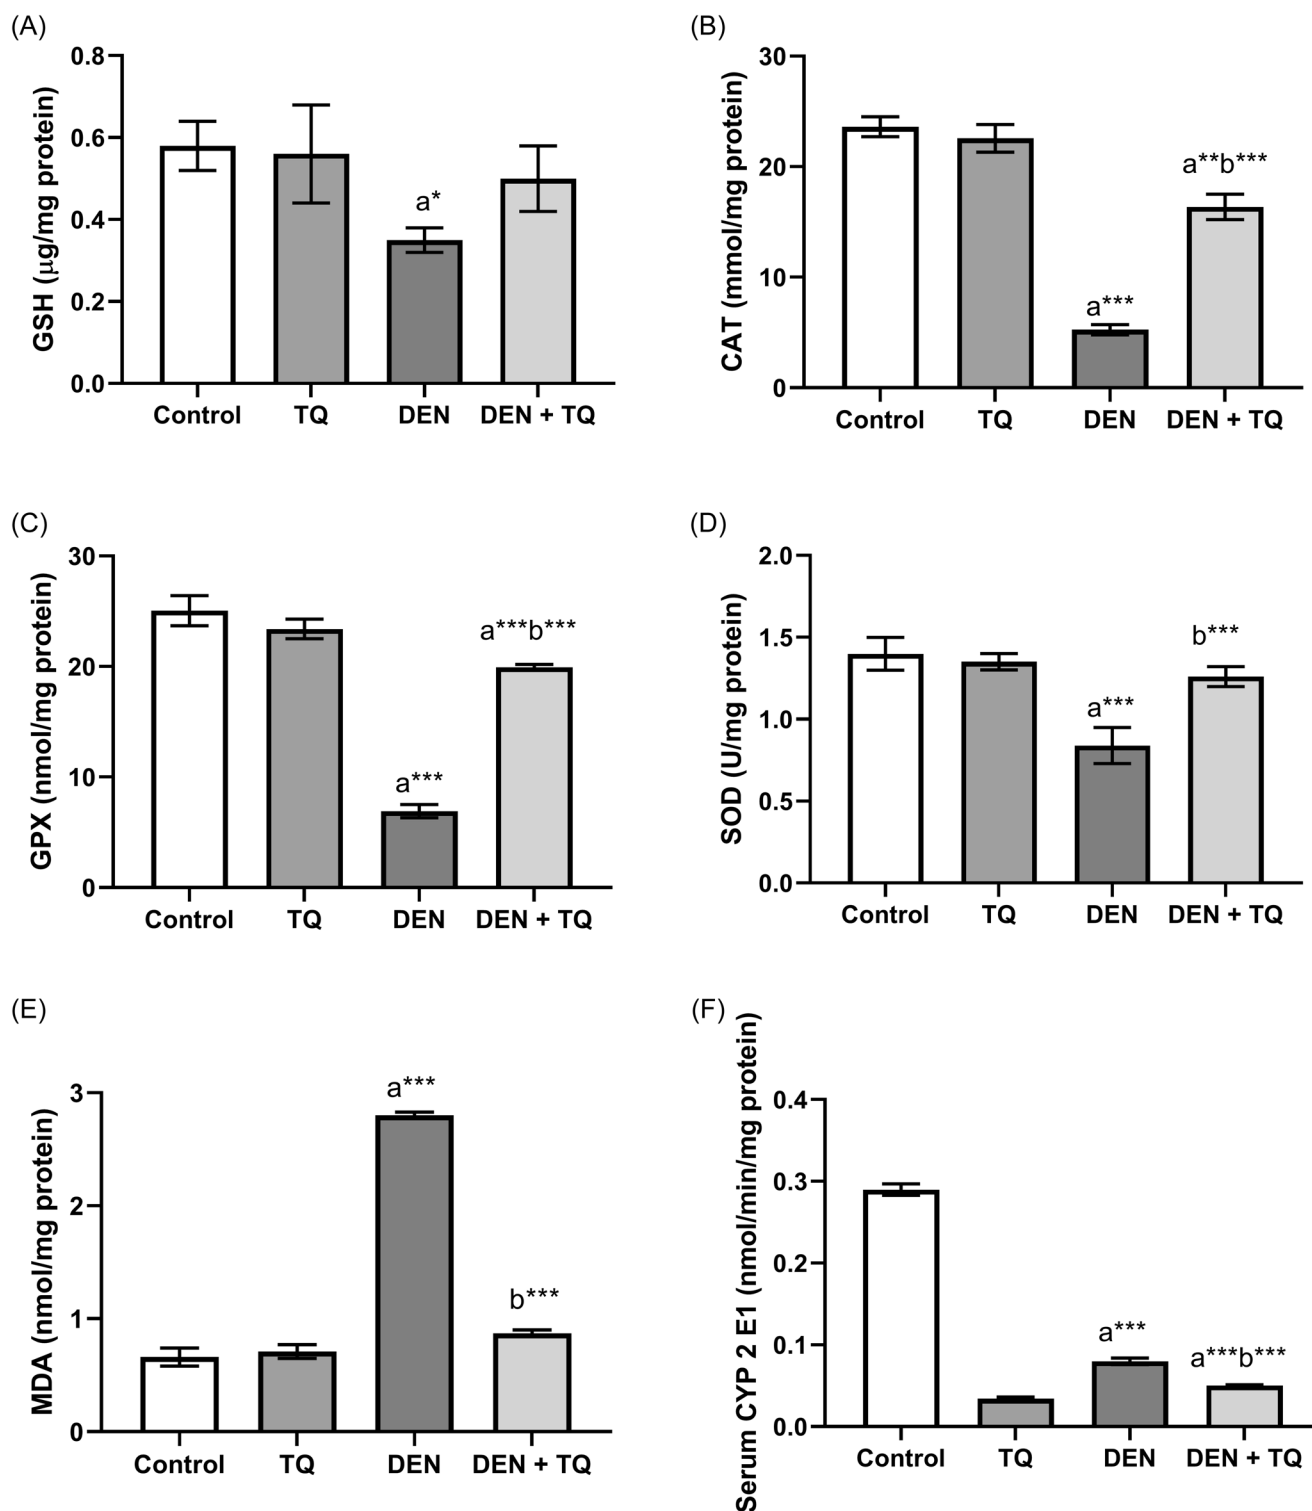 (A)
GSH (μg/mg protein)
0.8
0.6
0.4
0.2
0.0
a*
Control TQ DEN DEN + TQ
(B)
CAT (mmol/mg protein)
30
20
10
0
a***
a**b***
Control TQ DEN DEN + TQ
(C)
GPX (nmol/mg protein)
30
20
10
0
a***
a***b***
Control TQ DEN DEN + TQ
(D)
SOD (U/mg protein)
2.0
1.5
1.0
0.5
0.0
a***
b***
Control TQ DEN DEN + TQ
(E)
MDA (nmol/mg protein)
3
2
1
0
a***
b***
Control TQ DEN DEN + TQ
(F)
Serum CYP 2 E1 (nmol/min/mg protein)
0.4
0.3
0.2
0.1
0.0
a***
a***b***
Control TQ DEN DEN + TQ